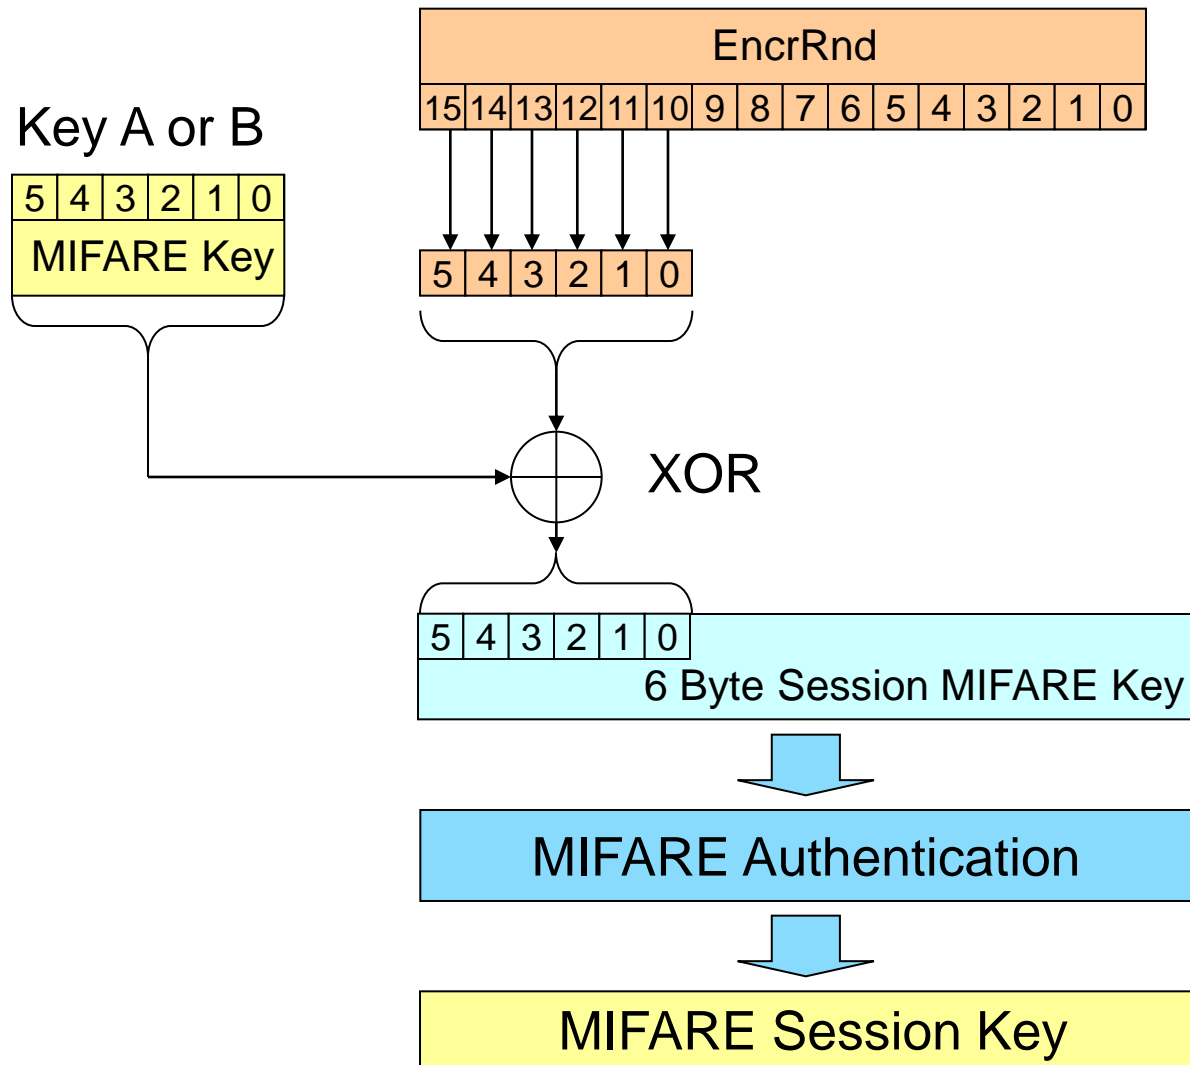 EncrRnd
15 14 13 12 11 10 9 8 7 6 5 4 3 2 1 0
Key A or B
5 4 3 2 1 0
MIFARE Key
5 4 3 2 1 0
XOR
5 4 3 2 1 0
6 Byte Session MIFARE Key
MIFARE Authentication
MIFARE Session Key